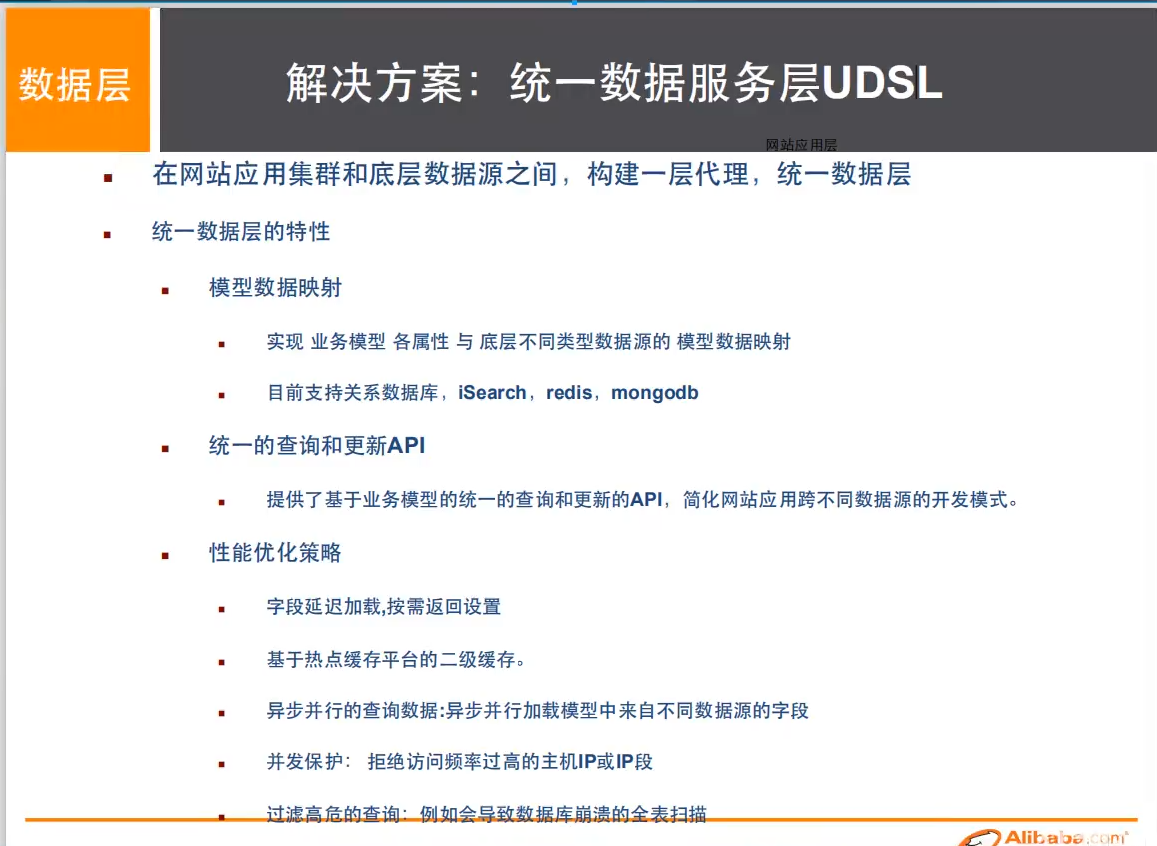 数据层
解决方案：统一数据服务层UDSL
网站应用层
在网站应用集群和底层数据源之间，构建一层代理，统一数据层
统一数据层的特性
模型数据映射
实现 业务模型 各属性 与 底层不同类型数据源的 模型数据映射
目前支持关系数据库，iSearch，redis，mongodb
统一的查询和更新API
提供了基于业务模型的统一的查询和更新的API，简化网站应用跨不同数据源的开发模式。
性能优化策略
字段延迟加载,按需返回设置
基于热点缓存平台的二级缓存。
异步并行的查询数据:异步并行加载模型中来自不同数据源的字段
并发保护： 拒绝访问频率过高的主机IP或IP段
过滤高危的查询：例如会导致数据库崩溃的全表扫描
Alibaba.com